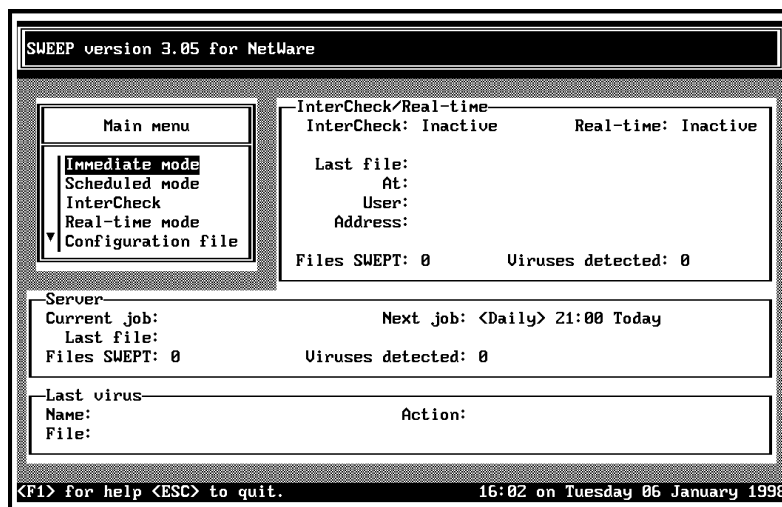 SWEEP version 3.05 for NetWare
Main menu
Immediate mode
Scheduled mode
InterCheck
Real-time mode
Configuration file
InterCheck/Real-time
InterCheck: Inactive Real-time: Inactive
Last file:
At:
User:
Address:
Files SWEPT: 0 Viruses detected: 0
Server
Current job: Next job: <Daily> 21:00 Today
Last file:
Files SWEPT: 0 Viruses detected: 0
Last virus
Name: Action:
File:
<F1> for help <ESC> to quit. 16:02 on Tuesday 06 January 1998